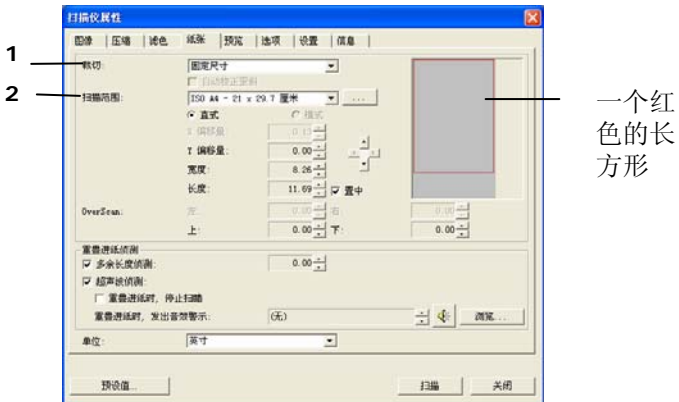 扫描仪属性
图像 压缩 滤色 纸张 预览 选项 设置 信息
1 裁切: 固定尺寸
自动校正歪斜
2 扫描范围: ISO A4 - 21 x 29.7 厘米 ...
直式 横式
X 偏移量: 0.13
Y 偏移量: 0.00
宽度: 8.26
长度: 11.69 置中
OverScan: 左: 0.00 右: 0.00
上: 0.00 下: 0.00
重叠进纸侦测
多余长度侦测: 0.00
超声波侦测:
重叠进纸时, 停止扫描
重叠进纸时, 发出音效警示: (无) 浏览...
单位: 英寸
预设值... 扫描 关闭
一个红
色的长
方形